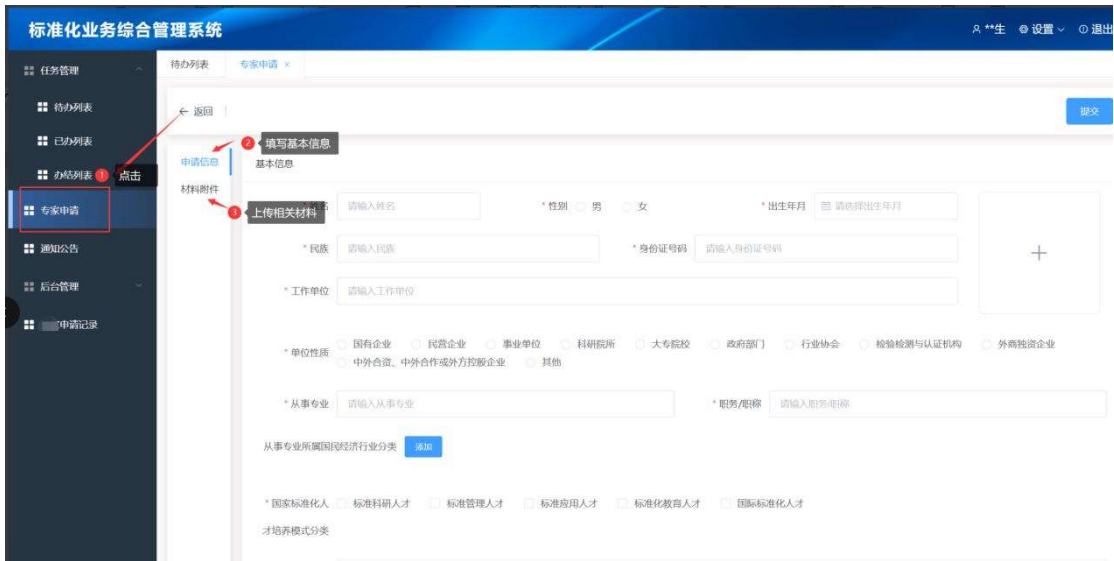 标准化业务综合管理系统
**生 设置 退出
任务管理
待办列表 专家申请 ×
待办列表
← 返回
提交
已办列表
2 填写基本信息
申请信息 基本信息
办结列表 1 点击
材料附件
3 上传相关材料
专家申请
姓名 请输入姓名 * 性别 男 女 * 出生年月 请选择出生年月
通知公告
* 民族 请输入民族 * 身份证号码 请输入身份证号码
+
后台管理
* 工作单位 请输入工作单位
申请记录
* 单位性质 国有企业 民营企业 事业单位 科研院所 大专院校 政府部门 行业协会 检验检测与认证机构 外商独资企业
中外合资、中外合作或外方控股企业 其他
* 从事专业 请输入从事专业 * 职务/职称 请输入职务/职称
从事专业所属国民经济行业分类 添加
* 国家标准化人 标准科研人才 标准管理人才 标准应用人才 标准化教育人才 国际标准化人才
才培养模式分类